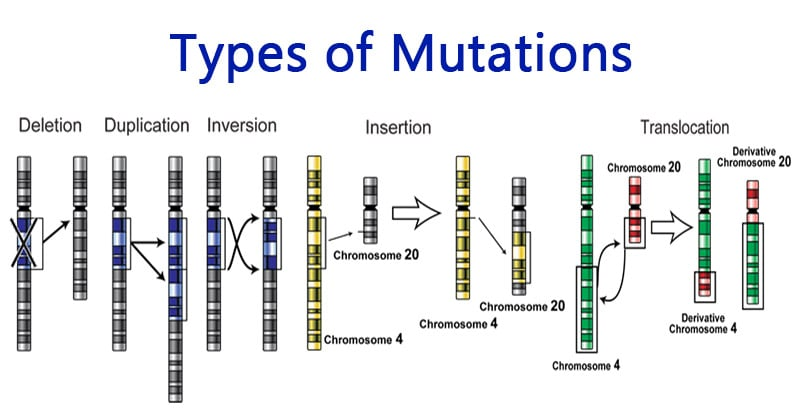 Types of Mutations
Deletion
Duplication
Inversion
Insertion
Translocation
Chromosome 4
Chromosome 20
Chromosome 4
Chromosome 20
Chromosome 4
Chromosome 20
Derivative
Chromosome 4
Derivative
Chromosome 20